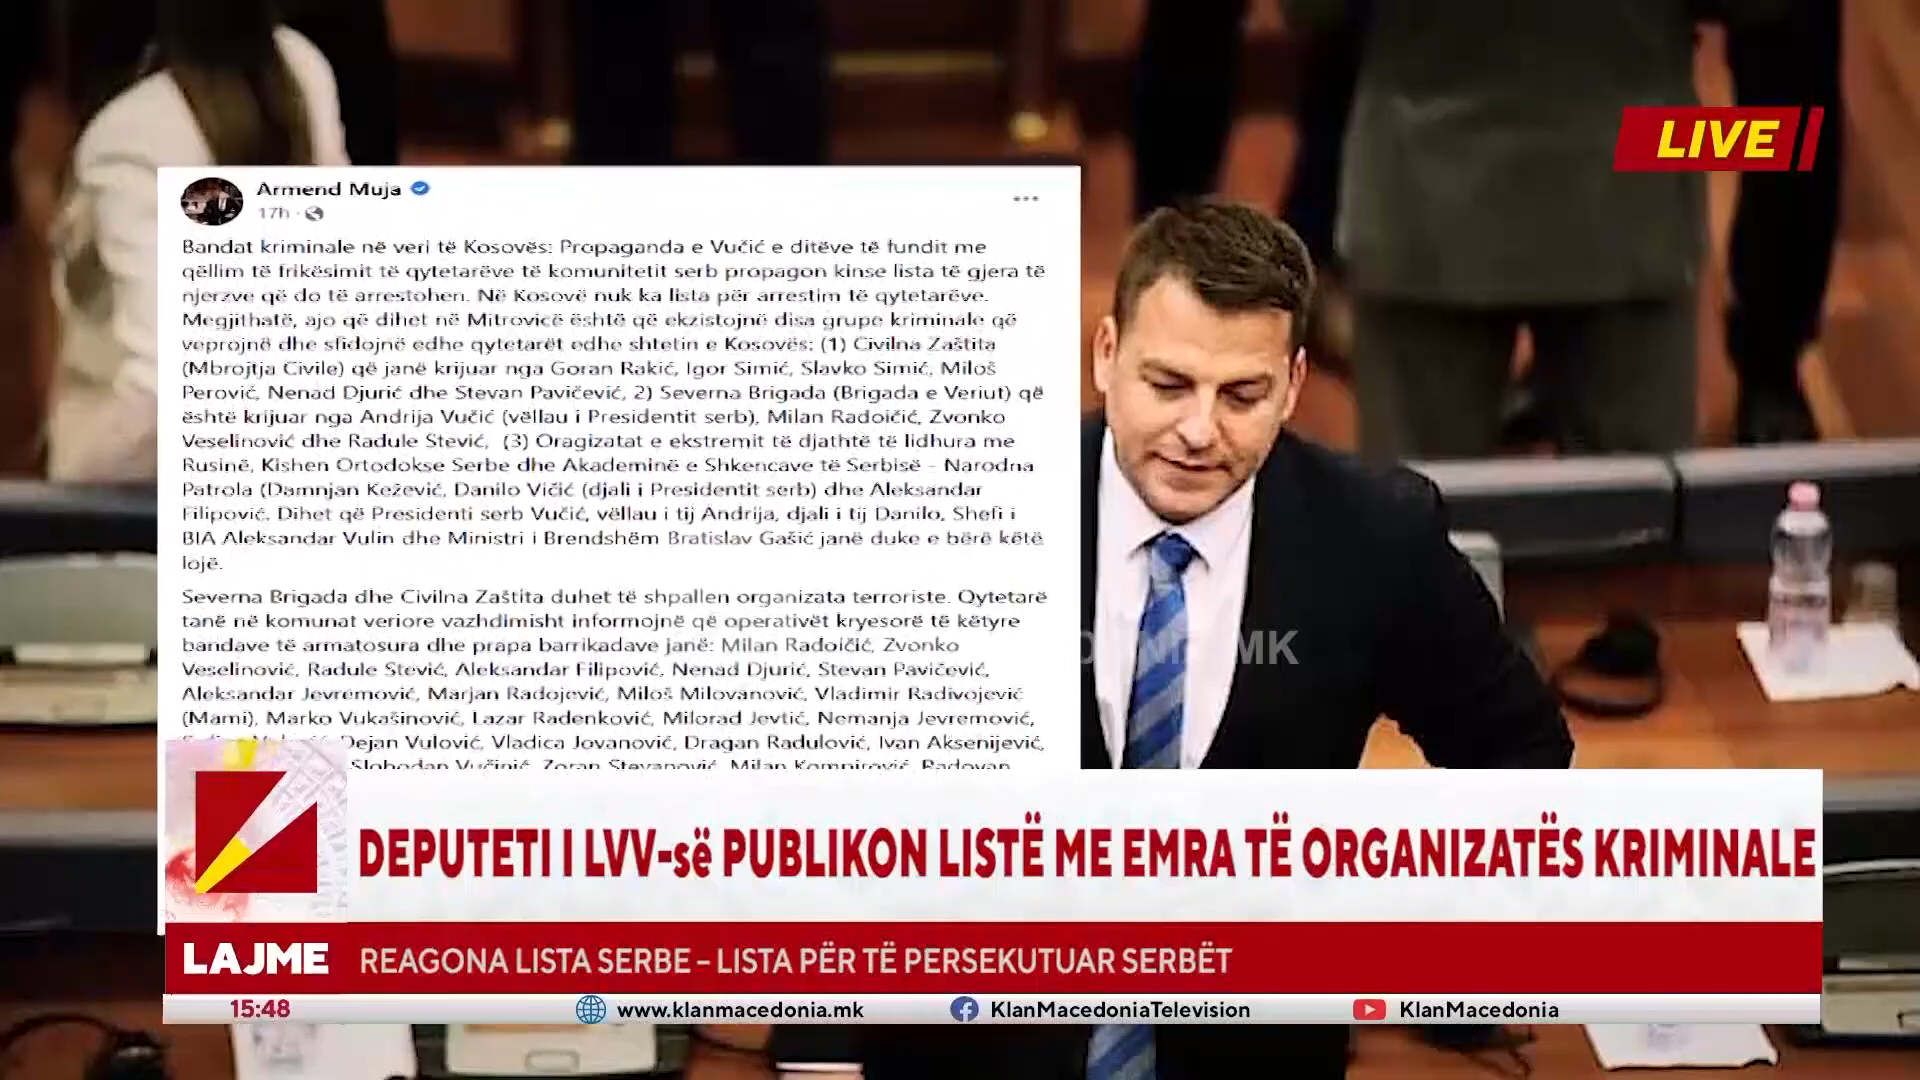 LIVE
Armend Muja
17h
Bandat kriminale në veri të Kosovës: Propaganda e Vučić e ditëve të fundit me
qëllim të frikësimit të qytetarëve të komunitetit serb propagon kinse lista të gjera të
njerzve që do të arrestohen. Në Kosovë nuk ka lista për arrestim të qytetarëve.
Megjithatë, ajo që dihet në Mitrovicë është që ekzistojnë disa grupe kriminale që
veprojnë dhe sfidojnë edhe qytetarët edhe shtetin e Kosovës: (1) Civilna Zaštita
(Mbrojtja Civile) që janë krijuar nga Goran Rakić, Igor Simić, Slavko Simić, Miloš
Perović, Nenad Djurić dhe Stevan Pavičević, 2) Severna Brigada (Brigada e Veriut) që
është krijuar nga Andrija Vučić (vëllau i Presidentit serb), Milan Radoičić, Zvonko
Veselinović dhe Radule Stević, (3) Oragizatat e ekstremit të djathtë të lidhura me
Rusinë, Kishen Ortodokse Serbe dhe Akademinë e Shkencave të Serbisë – Narodna
Patrola (Damnjan Kežević, Danilo Vičić (djali i Presidentit serb) dhe Aleksandar
Filipović. Dihet që Presidenti serb Vučić, vëllau i tij Andrija, djali i tij Danilo, Shefi i
BIA Aleksandar Vulin dhe Ministri i Brendshëm Bratislav Gašić janë duke e bërë këtë
lojë.
Severna Brigada dhe Civilna Zaštita duhet të shpallen organizata terroriste. Qytetarë
tanë në komunat veriore vazhdimisht informojnë që operativët kryesorë të këtyre
bandave të armatosura dhe prapa barrikadave janë: Milan Radoičić, Zvonko
Veselinović, Radule Stević, Aleksandar Filipović, Nenad Djurić, Stevan Pavičević,
Aleksandar Jevremović, Marjan Radojević, Miloš Milovanović, Vladimir Radivojević
(Mami), Marko Vukašinović, Lazar Radenković, Milorad Jevtić, Nemanja Jevremović,
Dejan Vulović, Vladica Jovanović, Dragan Radulović, Ivan Aksenijević,
Slobodan Vučinić, Zoran Stevanović, Milan Kompirović, Radovan
MK
DEPUTETI I LVV-së PUBLIKON LISTË ME EMRA TË ORGANIZATËS KRIMINALE
LAJME REAGONA LISTA SERBE – LISTA PËR TË PERSEKUTUAR SERBËT
15:48 www.klanmacedonia.mk KlanMacedoniaTelevision KlanMacedonia